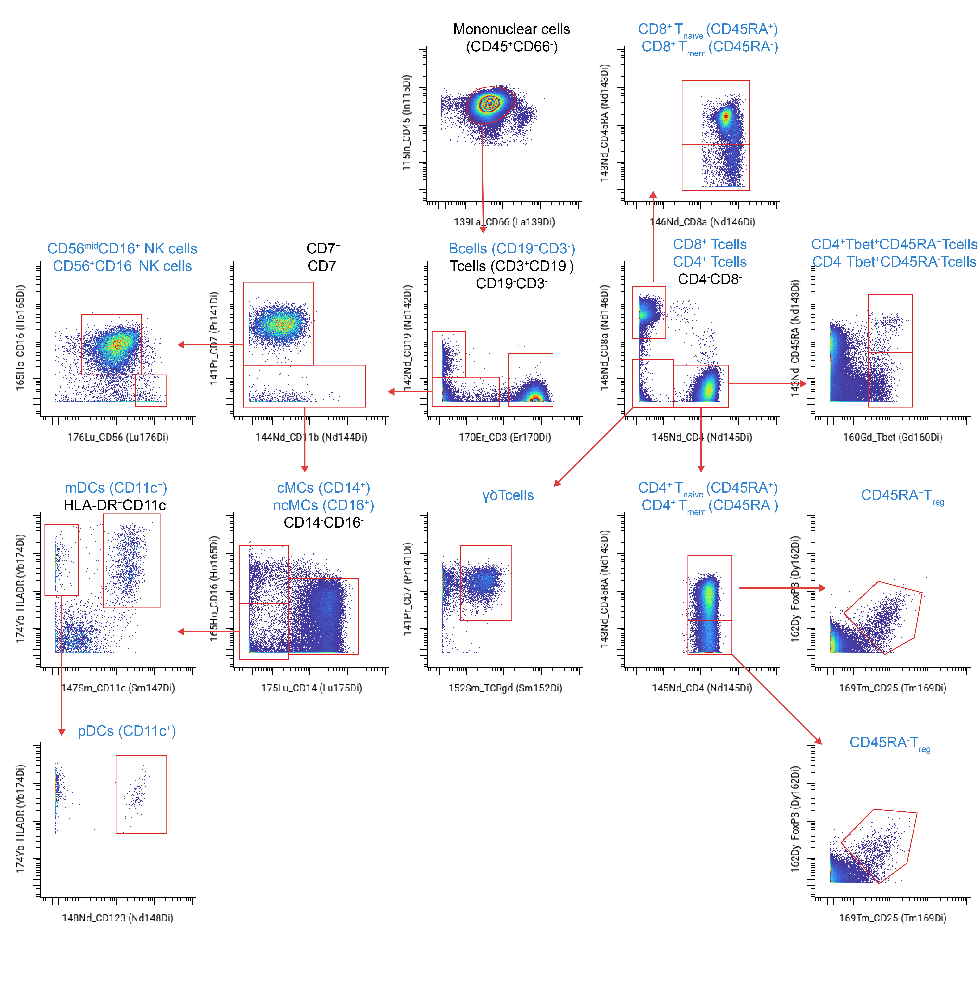 Mononuclear cells
(CD45⁺CD66⁻)
115In_CD45 (In115Di)
139La_CD66 (La139Di)
CD8⁺ Tnaive (CD45RA⁺)
CD8⁺ Tmem (CD45RA⁻)
143Nd_CD45RA (Nd143Di)
146Nd_CD8a (Nd146Di)
CD56ᵐⁱᵈCD16⁺ NK cells
CD56⁺CD16⁻ NK cells
165Ho_CD16 (Ho165Di)
176Lu_CD56 (Lu176Di)
CD7⁺
CD7⁻
141Pr_CD7 (Pr141Di)
144Nd_CD11b (Nd144Di)
Bcells (CD19⁺CD3⁻)
Tcells (CD3⁺CD19⁻)
CD19⁻CD3⁻
142Nd_CD19 (Nd142Di)
170Er_CD3 (Er170Di)
CD8⁺ Tcells
CD4⁺ Tcells
CD4⁻CD8⁻
146Nd_CD8a (Nd146Di)
145Nd_CD4 (Nd145Di)
CD4⁺Tbet⁺CD45RA⁺Tcells
CD4⁺Tbet⁺CD45RA⁻Tcells
143Nd_CD45RA (Nd143Di)
160Gd_Tbet (Gd160Di)
mDCs (CD11c⁺)
HLA-DR⁺CD11c⁻
174Yb_HLADR (Yb174Di)
147Sm_CD11c (Sm147Di)
cMCs (CD14⁺)
ncMCs (CD16⁺)
CD14⁻CD16⁻
165Ho_CD16 (Ho165Di)
175Lu_CD14 (Lu175Di)
γδTcells
141Pr_CD7 (Pr141Di)
152Sm_TCRgd (Sm152Di)
CD4⁺ Tnaive (CD45RA⁺)
CD4⁺ Tmem (CD45RA⁻)
143Nd_CD45RA (Nd143Di)
145Nd_CD4 (Nd145Di)
CD45RA⁺Treg
162Dy_FoxP3 (Dy162Di)
169Tm_CD25 (Tm169Di)
pDCs (CD11c⁺)
174Yb_HLADR (Yb174Di)
148Nd_CD123 (Nd148Di)
CD45RA⁻Treg
162Dy_FoxP3 (Dy162Di)
169Tm_CD25 (Tm169Di)